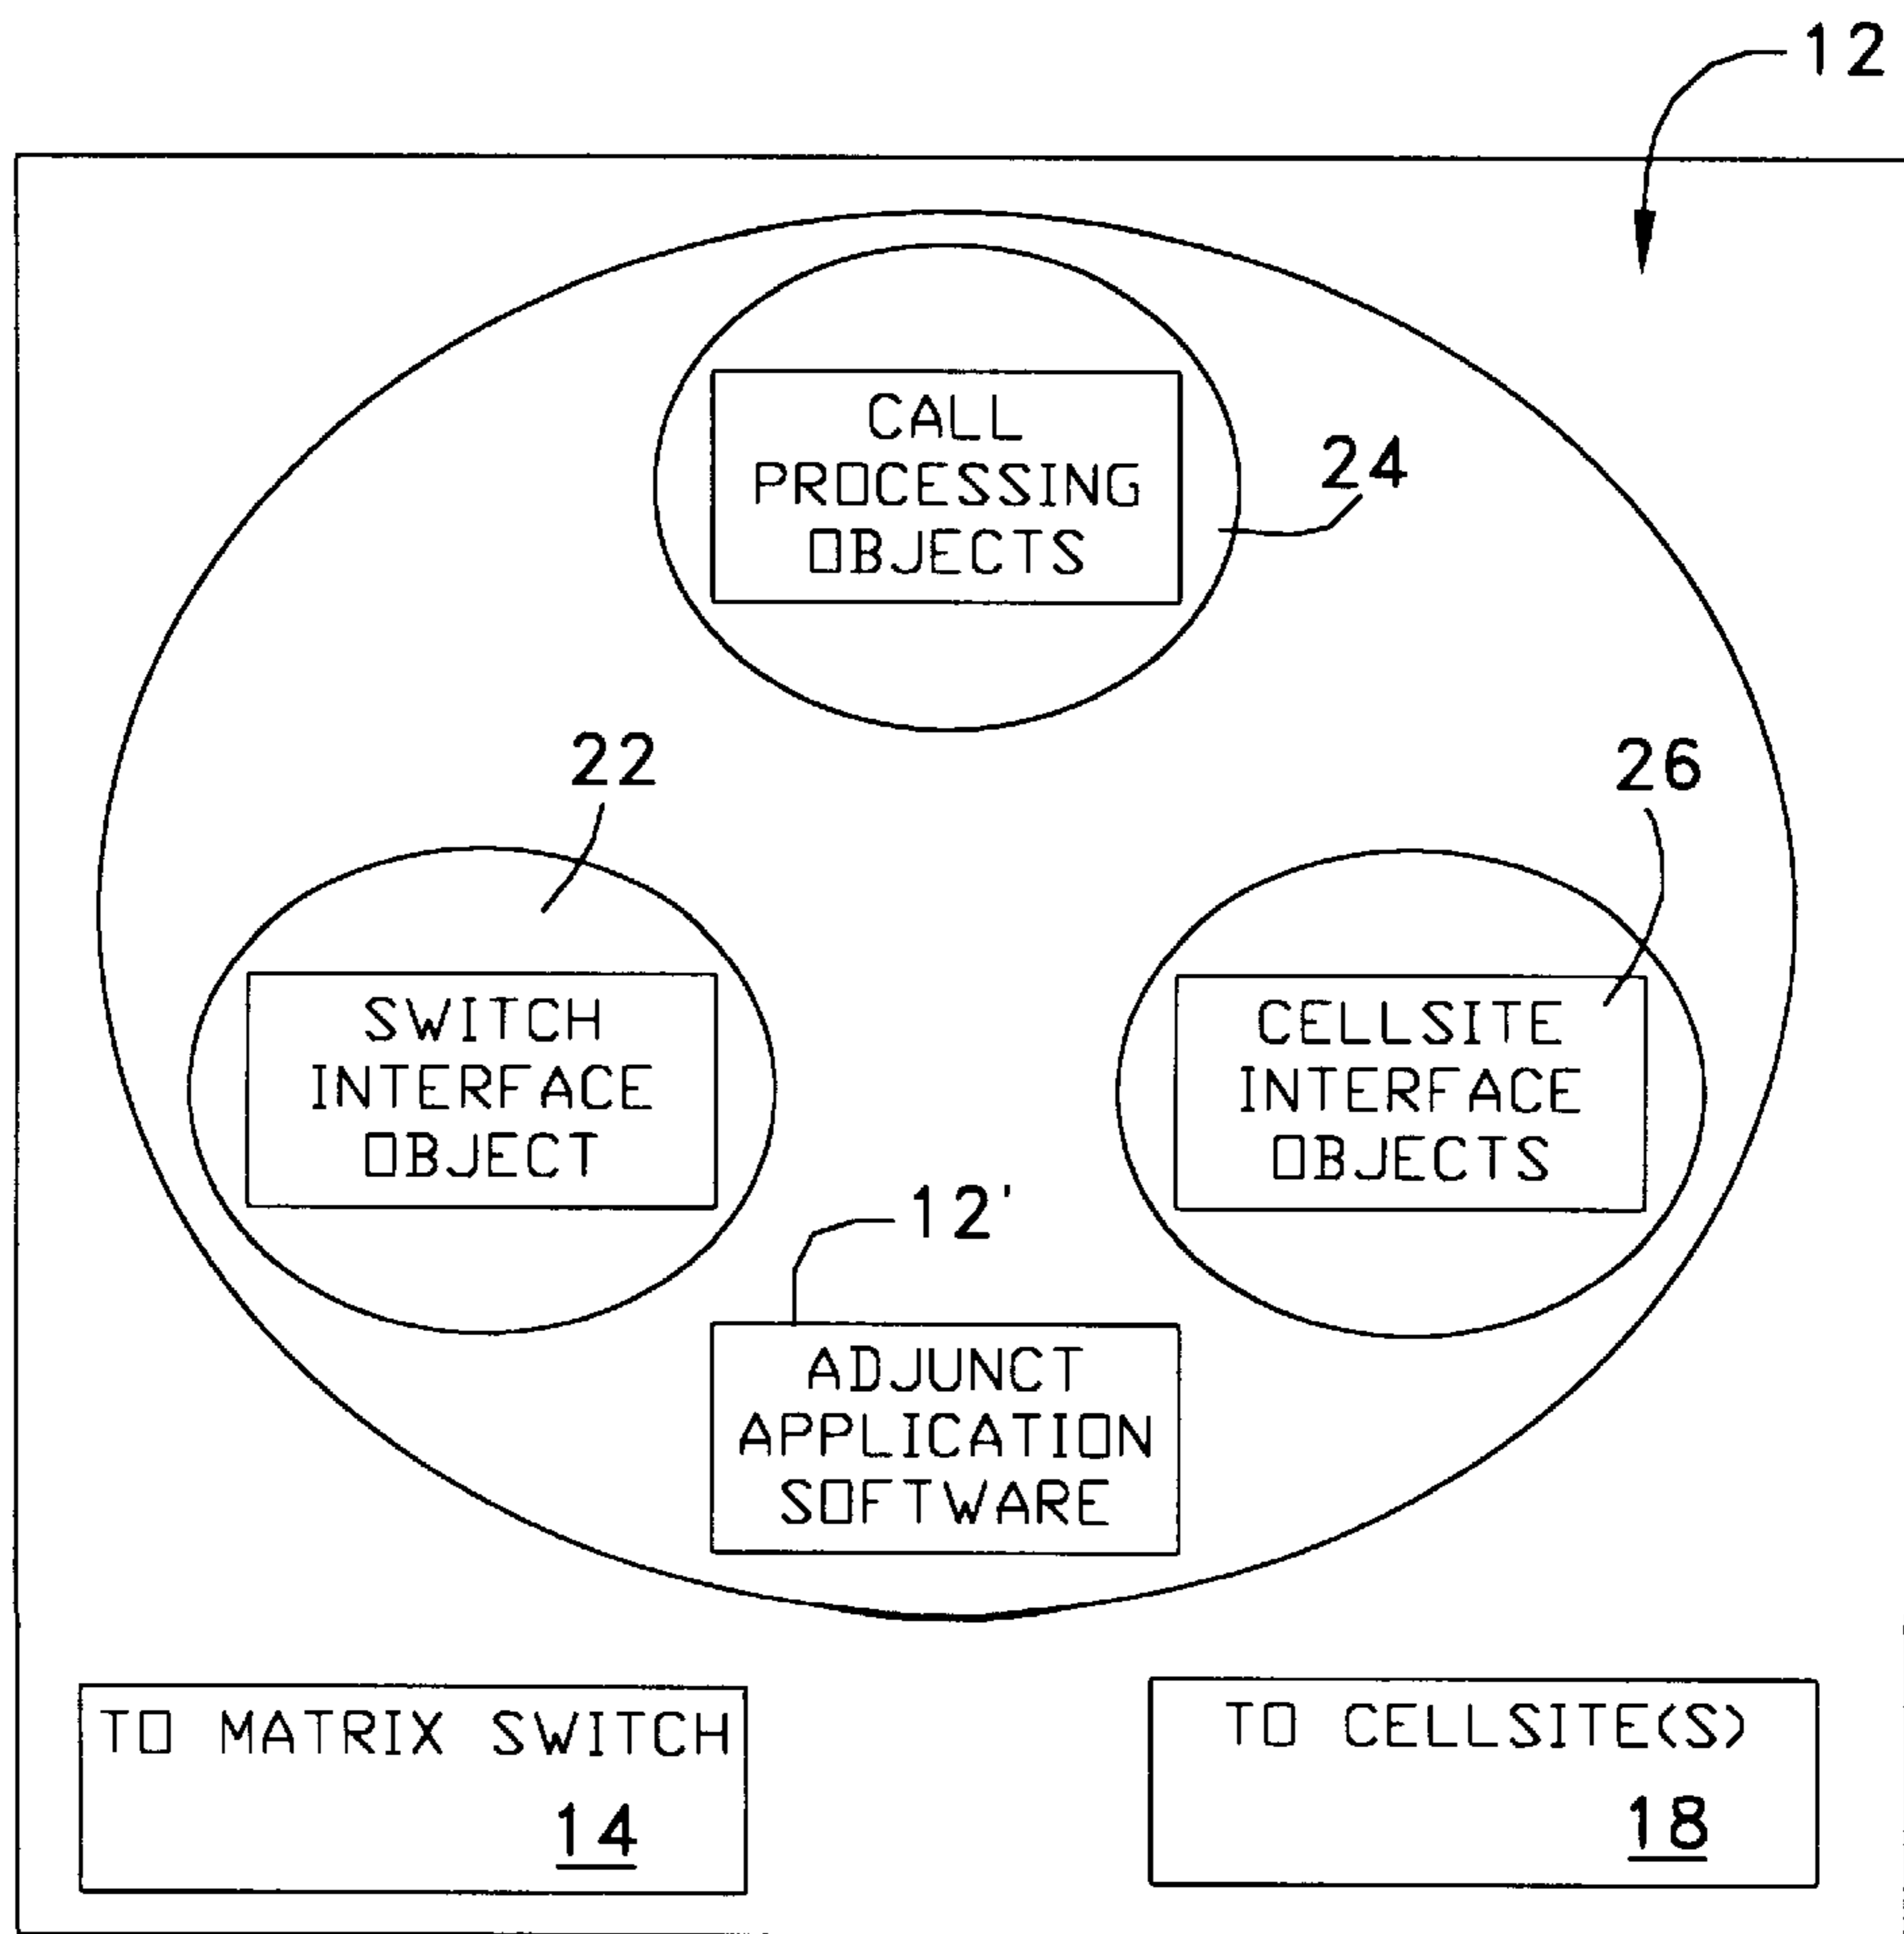 12
CALL
PROCESSING
OBJECTS
24
22
26
SWITCH
INTERFACE
OBJECT
CELLSITE
INTERFACE
OBJECTS
12'
ADJUNCT
APPLICATION
SOFTWARE
TO MATRIX SWITCH
14
TO CELLSITE(S)
18